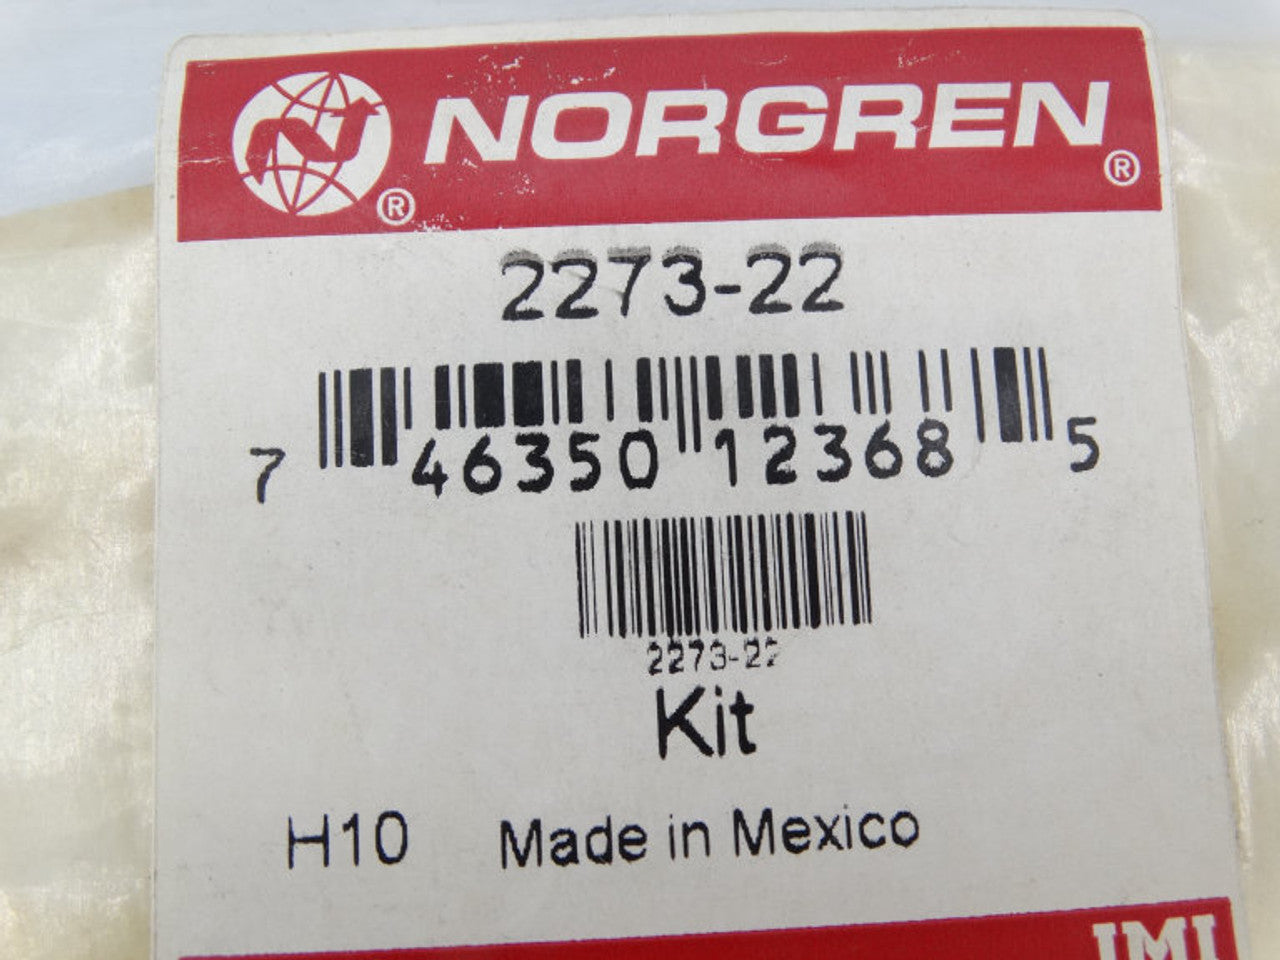 NORGREN®
®
2273-22
7 46350 12368 5
2273-22
Kit
H10 Made in Mexico
IMI